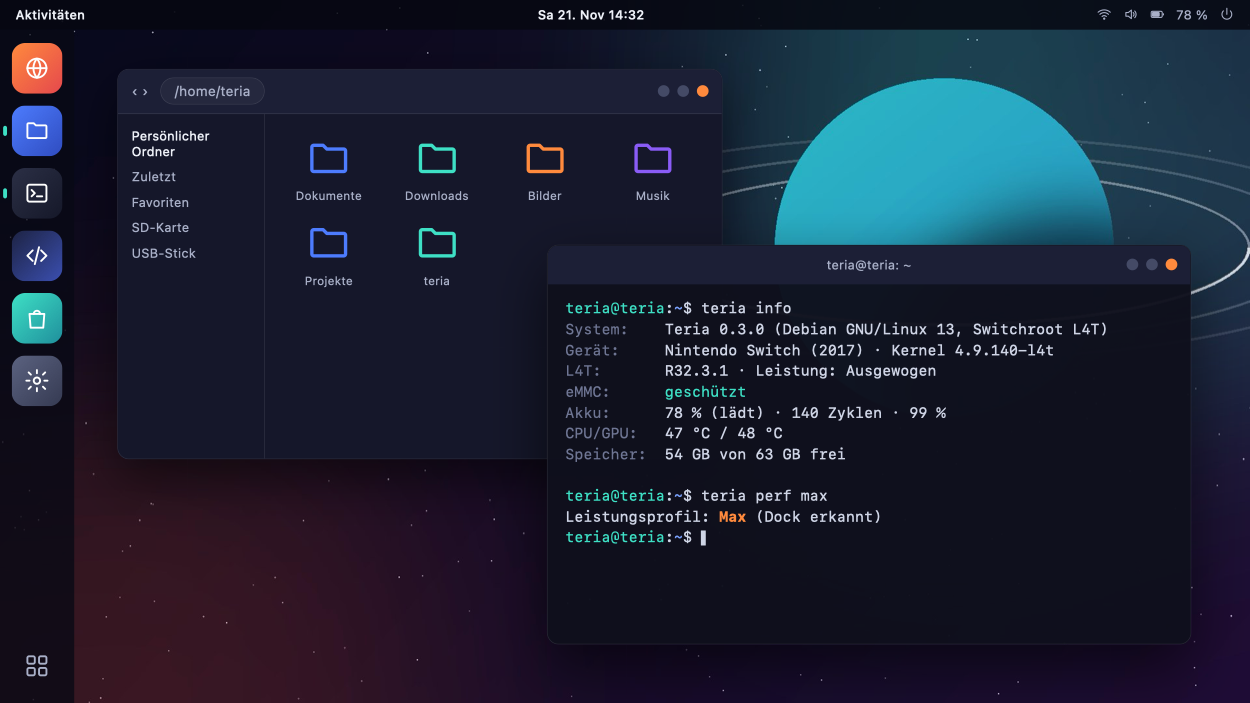 Aktivitäten
Sa 21. Nov 14:32
78 %
‹ › /home/teria
Persönlicher
Ordner
Zuletzt
Favoriten
SD-Karte
USB-Stick
Dokumente
Downloads
Bilder
Musik
Projekte
teria
teria@teria: ~
teria@teria:~$ teria info
System: Teria 0.3.0 (Debian GNU/Linux 13, Switchroot L4T)
Gerät: Nintendo Switch (2017) · Kernel 4.9.140-l4t
L4T: R32.3.1 · Leistung: Ausgewogen
eMMC: geschützt
Akku: 78 % (lädt) · 140 Zyklen · 99 %
CPU/GPU: 47 °C / 48 °C
Speicher: 54 GB von 63 GB frei
teria@teria:~$ teria perf max
Leistungsprofil: Max (Dock erkannt)
teria@teria:~$